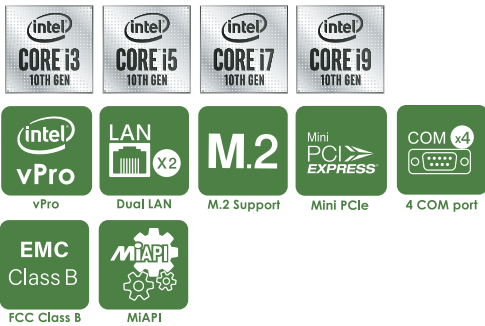 intel
CORE i3
10TH GEN
intel
CORE i5
10TH GEN
intel
CORE i7
10TH GEN
intel
CORE i9
10TH GEN
intel
vPro
vPro
LAN
X2
Dual LAN
M.2
M.2 Support
Mini
PCI
EXPRESS
Mini PCIe
COM x4
4 COM port
EMC
Class B
FCC Class B
MiAPI
MiAPI